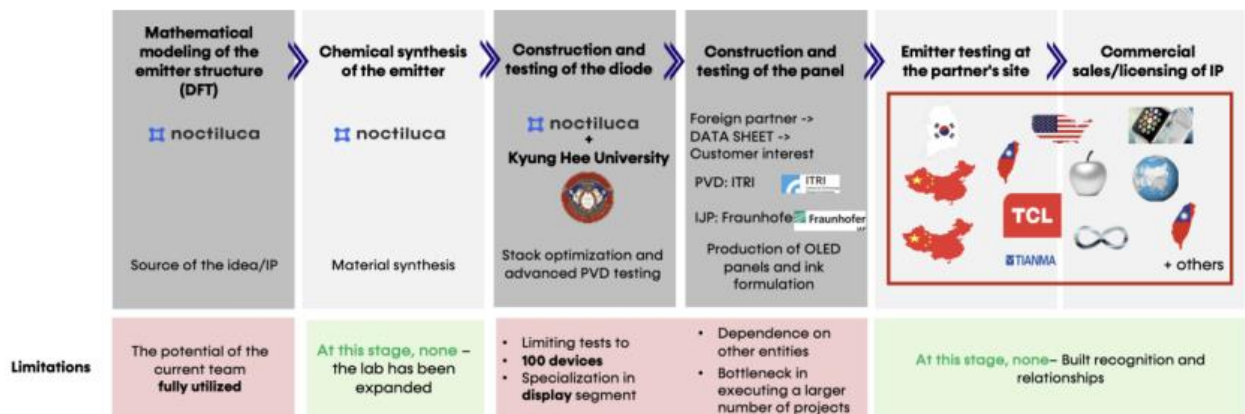 Mathematical
modeling of the
emitter structure
(DFT)
noctiluca
Source of the idea/IP
Chemical synthesis
of the emitter
noctiluca
Material synthesis
Construction and
testing of the diode
noctiluca
+
Kyung Hee University
Stack optimization and
advanced PVD testing
Construction and
testing of the panel
Foreign partner ->
DATA SHEET ->
Customer interest
PVD: ITRI
ITRI
IJP: Fraunhofe
Fraunhofer
Production of OLED
panels and ink
formulation
Emitter testing at
the partner's site
Commercial
sales/licensing of IP
TCL
TIANMA
+ others
Limitations
The potential of the
current team
fully utilized
At this stage, none –
the lab has been
expanded
• Limiting tests to
• 100 devices
• Specialization in
display segment
• Dependence on
other entities
• Bottleneck in
executing a larger
number of projects
At this stage, none– Built recognition and
relationships